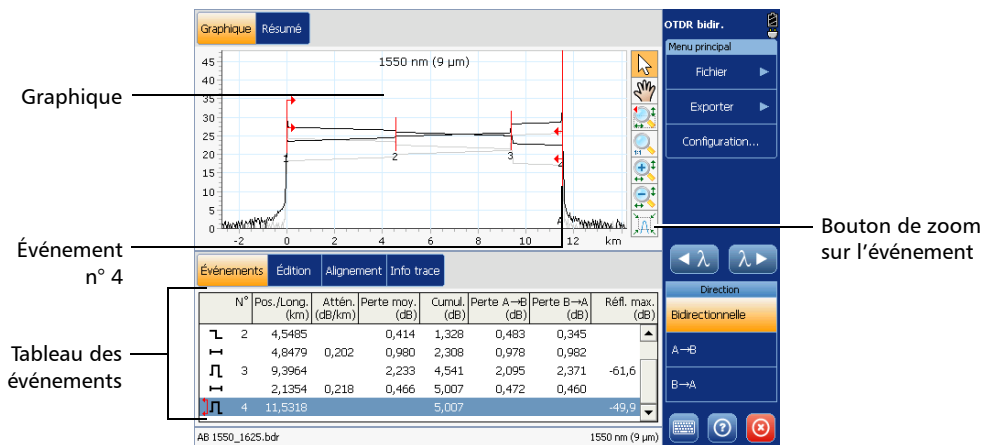 Graphique Résumé
OTDR bidir.
Menu principal
Fichier
Exporter
Configuration...
1550 nm (9 µm)
45
40
35
30
25
20
15
10
5
0
1 2 3
A
-2 0 2 4 6 8 10 12 km
1:1
Graphique
Événement
n° 4
Tableau des
événements
Bouton de zoom
sur l’événement
λ λ
Direction
Bidirectionnelle
A→B
B→A
Événements Édition Alignement Info trace
N° Pos./Long. Attén. Perte moy. Cumul. Perte A→B Perte B→A Réfl. max.
(km) (dB/km) (dB) (dB) (dB) (dB) (dB)
2 4,5485 0,414 1,328 0,483 0,345
4,8479 0,202 0,980 2,308 0,978 0,982
3 9,3964 2,233 4,541 2,095 2,371 -61,6
2,1354 0,218 0,466 5,007 0,472 0,460
4 11,5318 5,007 -49,9
AB 1550_1625.bdr 1550 nm (9 µm)
?